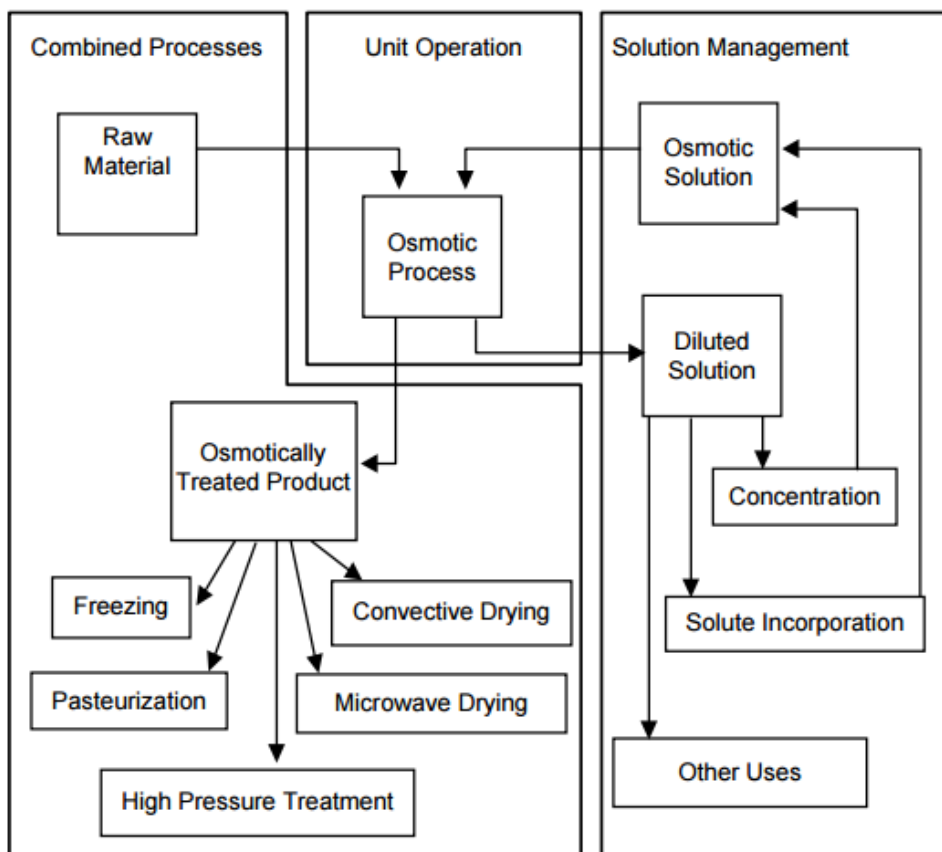 Combined Processes
Unit Operation
Solution Management
Raw
Material
Osmotic
Solution
Osmotic
Process
Diluted
Solution
Osmotically
Treated Product
Concentration
Freezing
Convective Drying
Solute Incorporation
Pasteurization
Microwave Drying
Other Uses
High Pressure Treatment